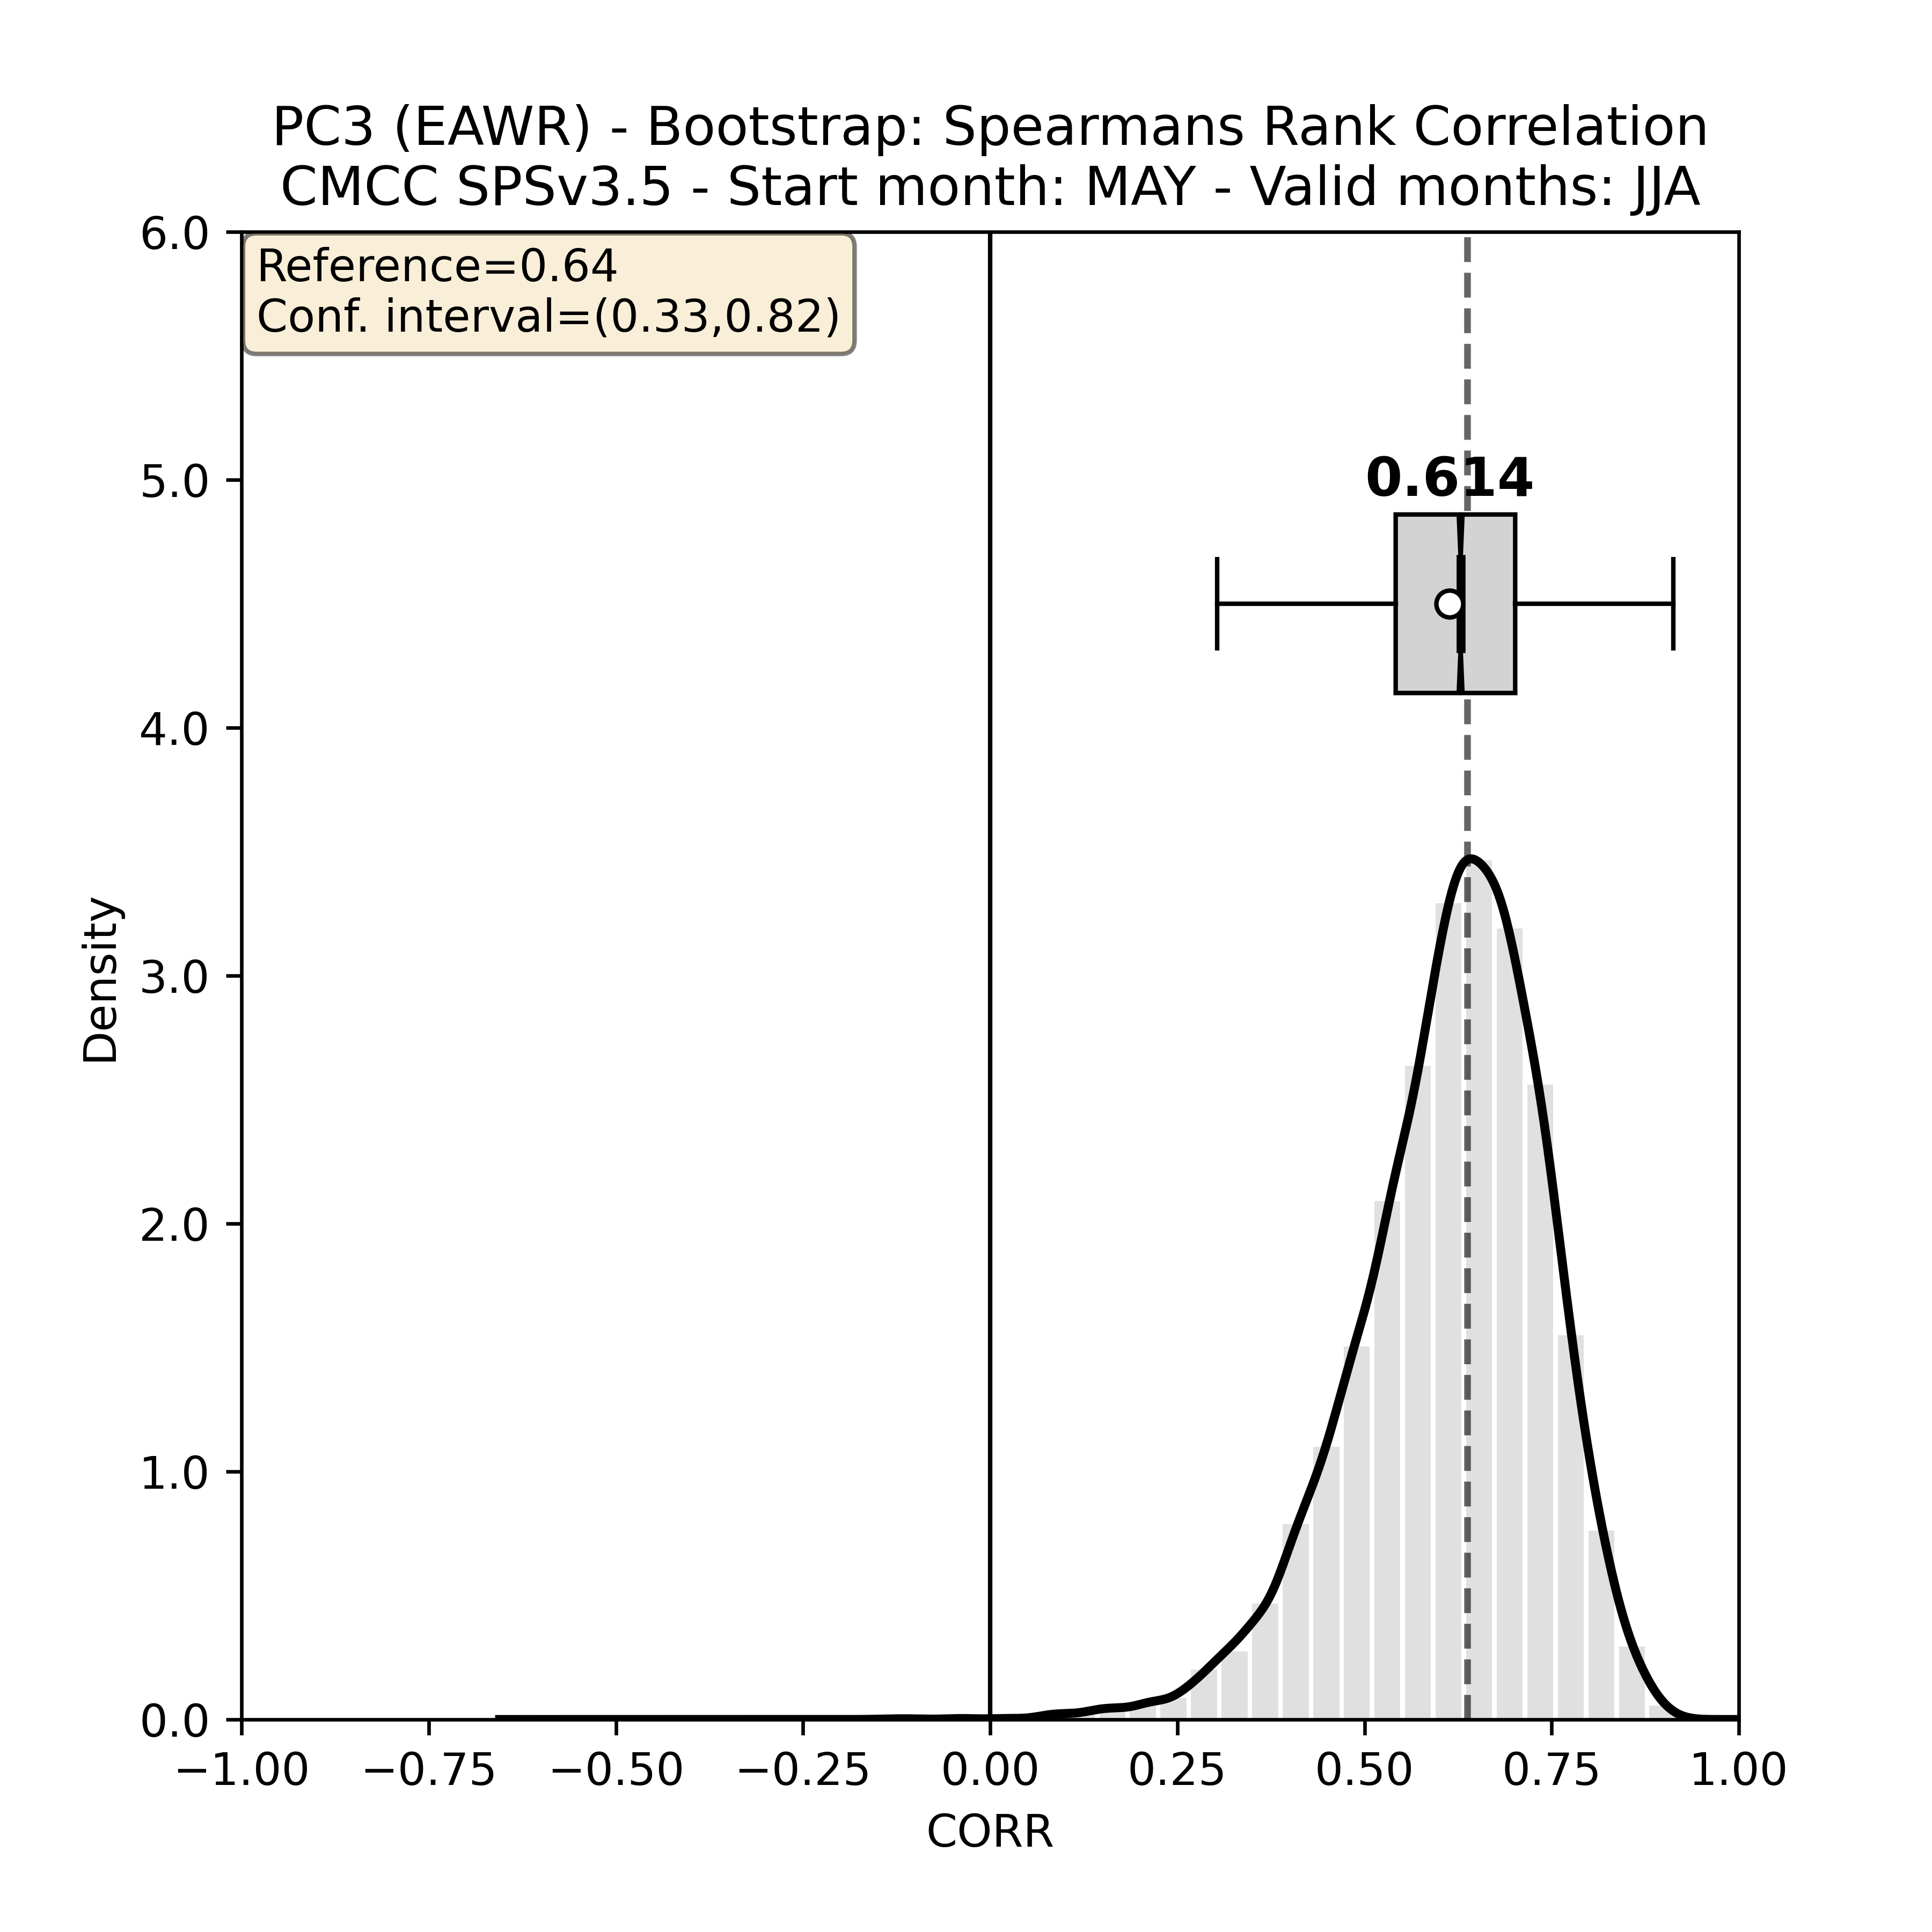 PC3 (EAWR) - Bootstrap: Spearmans Rank Correlation
CMCC SPSv3.5 - Start month: MAY - Valid months: JJA
6.0
Reference=0.64
Conf. interval=(0.33,0.82)
5.0
0.614
4.0
3.0
Density
2.0
1.0
0.0
−1.00 −0.75 −0.50 −0.25 0.00 0.25 0.50 0.75 1.00
CORR